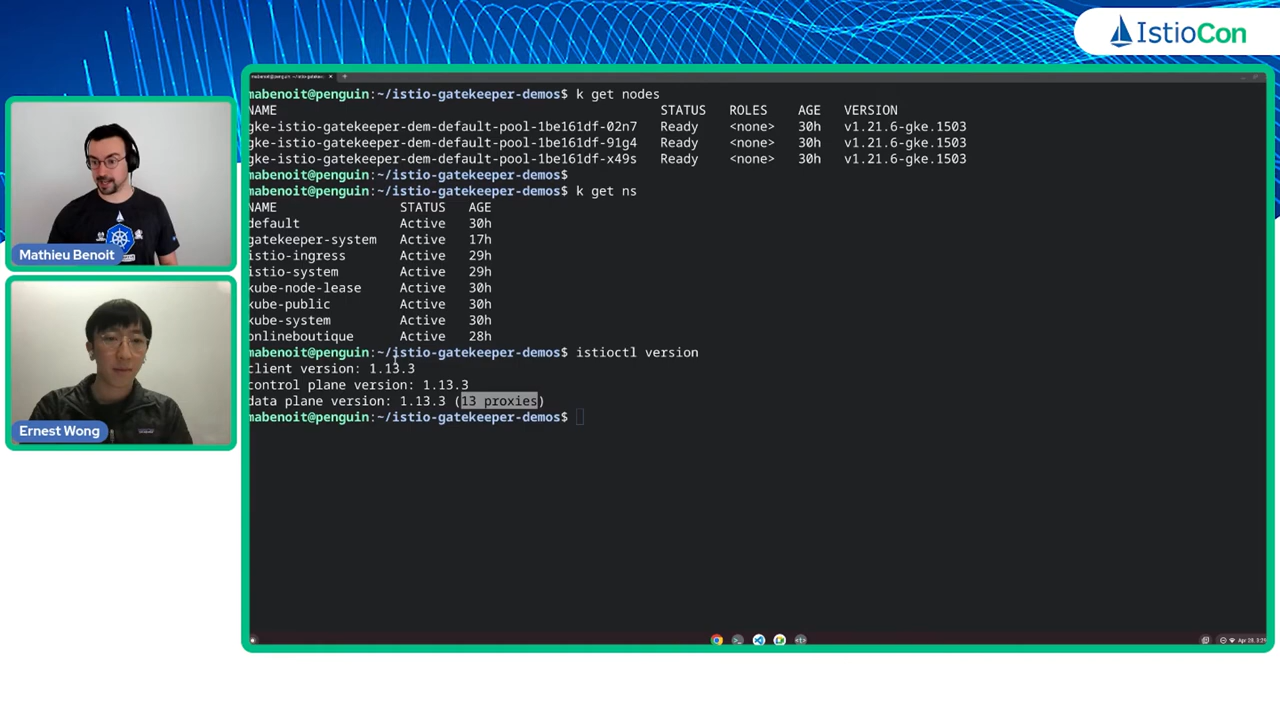 IstioCon
mabenoit@penguin:~/istio-gatekeeper-demos$ k get nodes
NAME STATUS ROLES AGE VERSION
gke-istio-gatekeeper-dem-default-pool-1be161df-02n7 Ready <none> 30h v1.21.6-gke.1503
gke-istio-gatekeeper-dem-default-pool-1be161df-91g4 Ready <none> 30h v1.21.6-gke.1503
gke-istio-gatekeeper-dem-default-pool-1be161df-x49s Ready <none> 30h v1.21.6-gke.1503
mabenoit@penguin:~/istio-gatekeeper-demos$
mabenoit@penguin:~/istio-gatekeeper-demos$ k get ns
NAME STATUS AGE
default Active 30h
gatekeeper-system Active 17h
istio-ingress Active 29h
istio-system Active 29h
kube-node-lease Active 30h
kube-public Active 30h
kube-system Active 30h
onlineboutique Active 28h
mabenoit@penguin:~/istio-gatekeeper-demos$ istioctl version
client version: 1.13.3
control plane version: 1.13.3
data plane version: 1.13.3 (13 proxies)
mabenoit@penguin:~/istio-gatekeeper-demos$
Mathieu Benoit
Ernest Wong